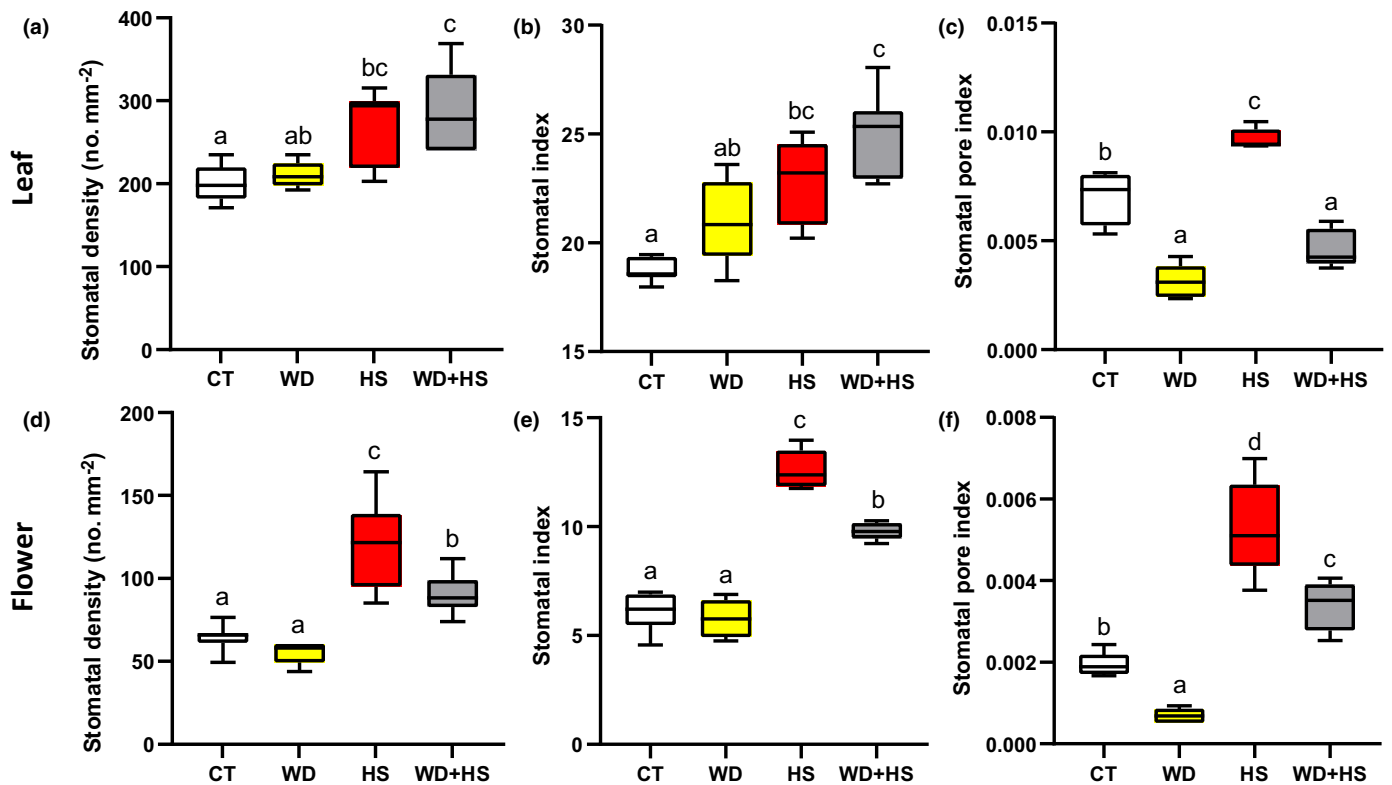 Leaf
(a)
Stomatal density (no. mm⁻²)
400
300
200
100
0
a
ab
bc
c
CT WD HS WD+HS
(b)
Stomatal index
30
25
20
15
a
ab
bc
c
CT WD HS WD+HS
(c)
Stomatal pore index
0.015
0.010
0.005
0.000
b
a
c
a
CT WD HS WD+HS
Flower
(d)
Stomatal density (no. mm⁻²)
200
150
100
50
0
a
a
c
b
CT WD HS WD+HS
(e)
Stomatal index
15
10
5
0
a
a
c
b
CT WD HS WD+HS
(f)
Stomatal pore index
0.008
0.006
0.004
0.002
0.000
b
a
d
c
CT WD HS WD+HS